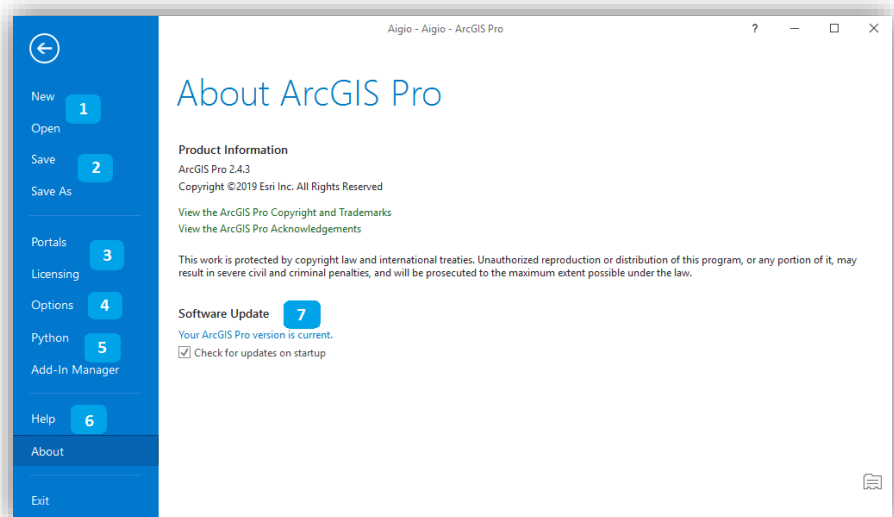 Aigio - Aigio - ArcGIS Pro
?
New
1
Open
Save
2
Save As
Portals
3
Licensing
Options
4
Python
5
Add-In Manager
Help
6
About
Exit
About ArcGIS Pro
Product Information
ArcGIS Pro 2.4.3
Copyright ©2019 Esri Inc. All Rights Reserved
View the ArcGIS Pro Copyright and Trademarks
View the ArcGIS Pro Acknowledgements
This work is protected by copyright law and international treaties. Unauthorized reproduction or distribution of this program, or any portion of it, may
result in severe civil and criminal penalties, and will be prosecuted to the maximum extent possible under the law.
Software Update
7
Your ArcGIS Pro version is current.
Check for updates on startup